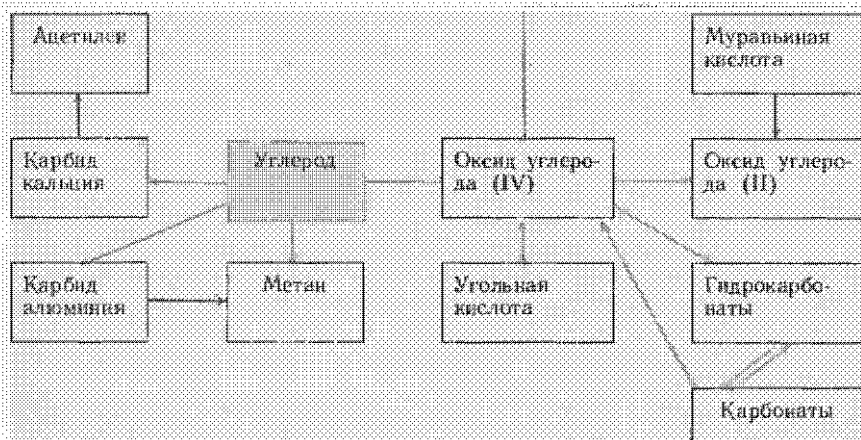 Ацетилен
Муравьиная
кислота
Карбид
кальция
Углерод
Оксид углеро-
да (IV)
Оксид углеро-
да (II)
Карбид
алюминия
Метан
Угольная
кислота
Гидрокарбо-
наты
Карбонаты